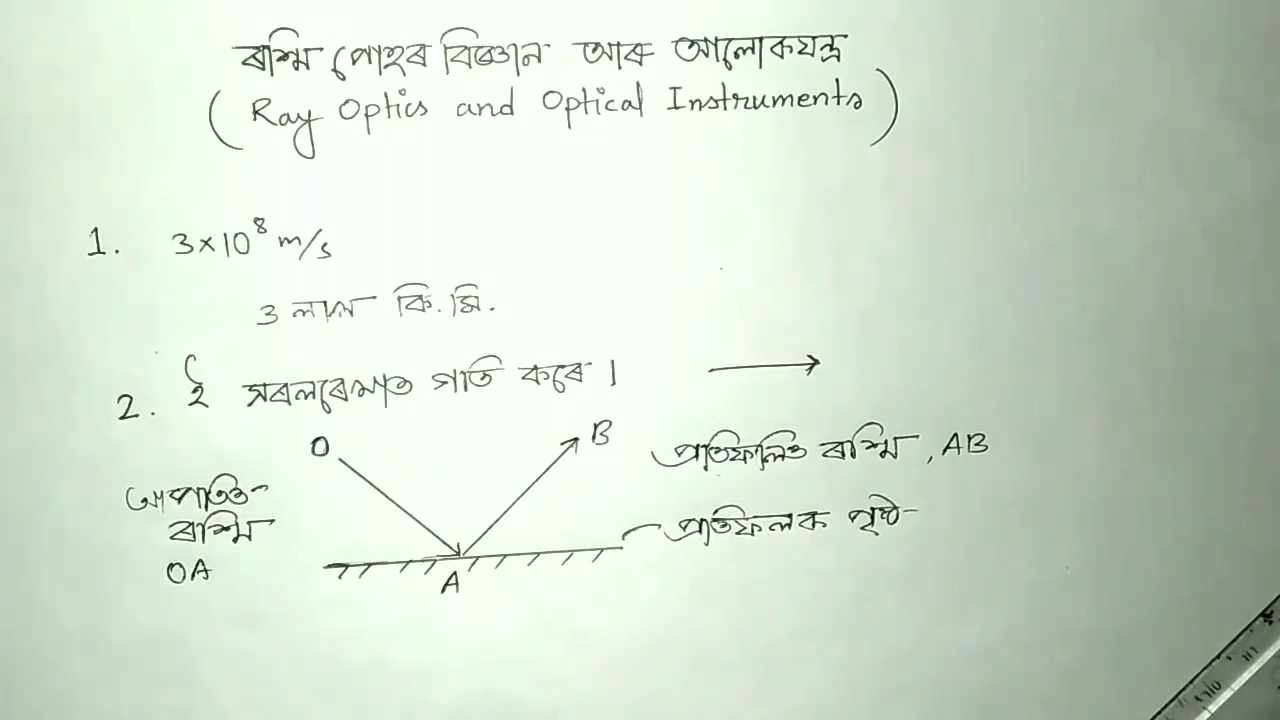 ৰশ্মি পোহৰ বিজ্ঞান আৰু আলোকযন্ত্ৰ
(Ray Optics and Optical Instruments)
1. 3×10⁸ m/s
3 লাখ কি.মি.
2. ই সৰলৰেখাত গতি কৰে।
O
B
প্ৰতিফলিত ৰশ্মি, AB
আপতিত
ৰশ্মি
OA
প্ৰতিফলক পৃষ্ঠ
A